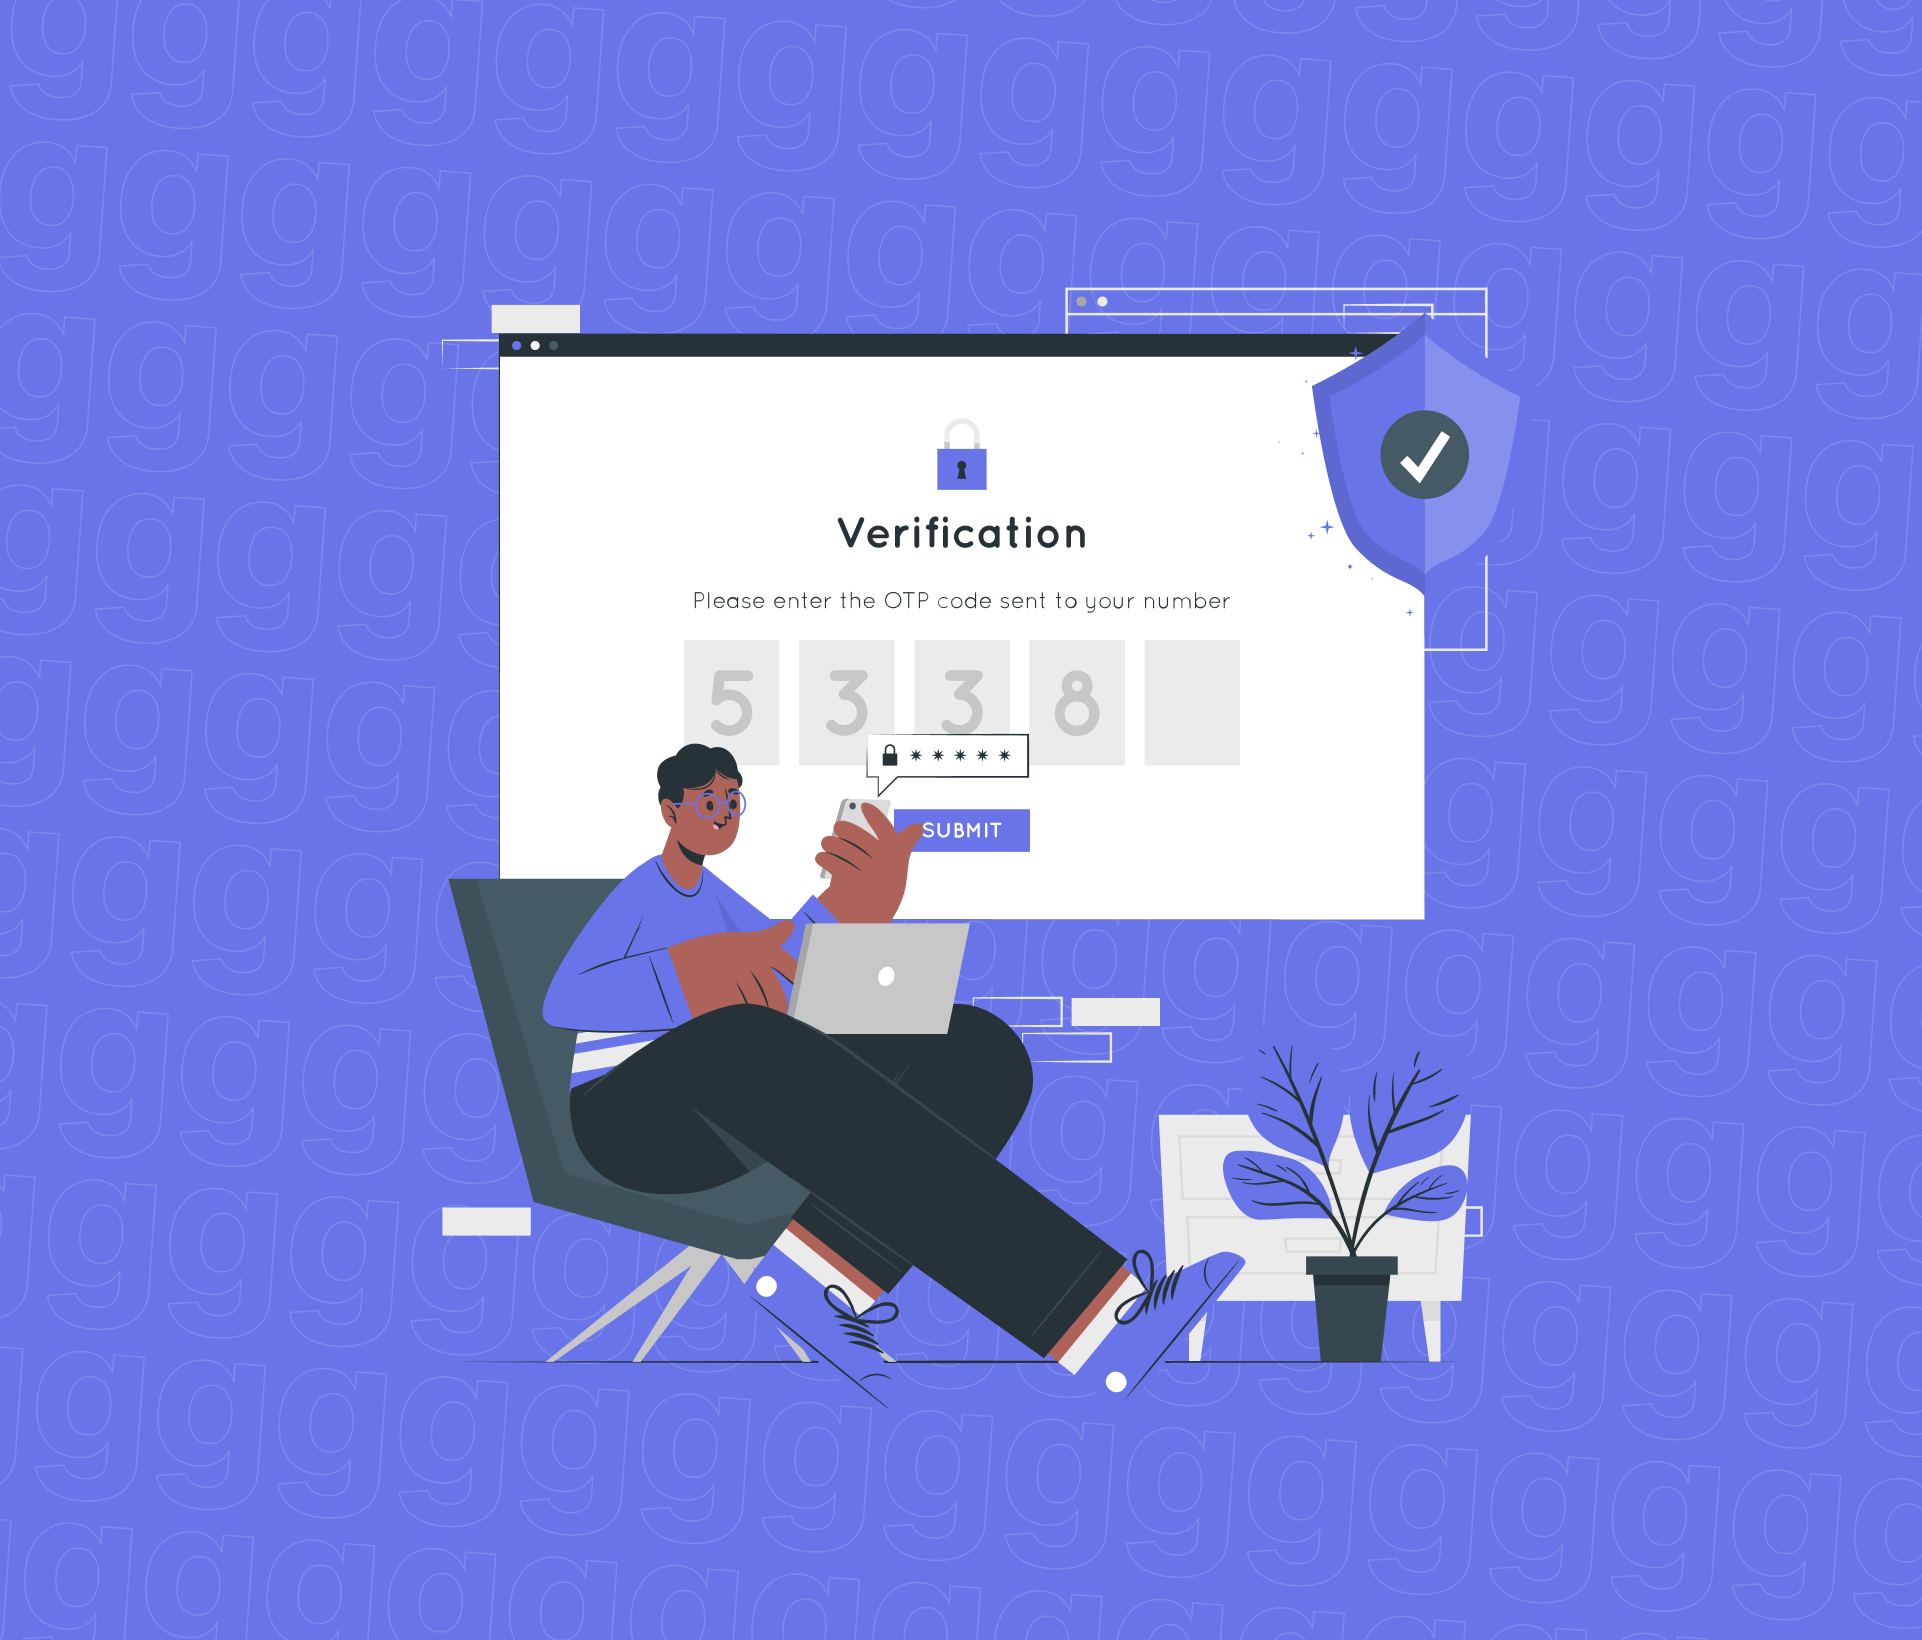 Verification
Please enter the OTP code sent to your number
5 3 3 8
*****
SUBMIT